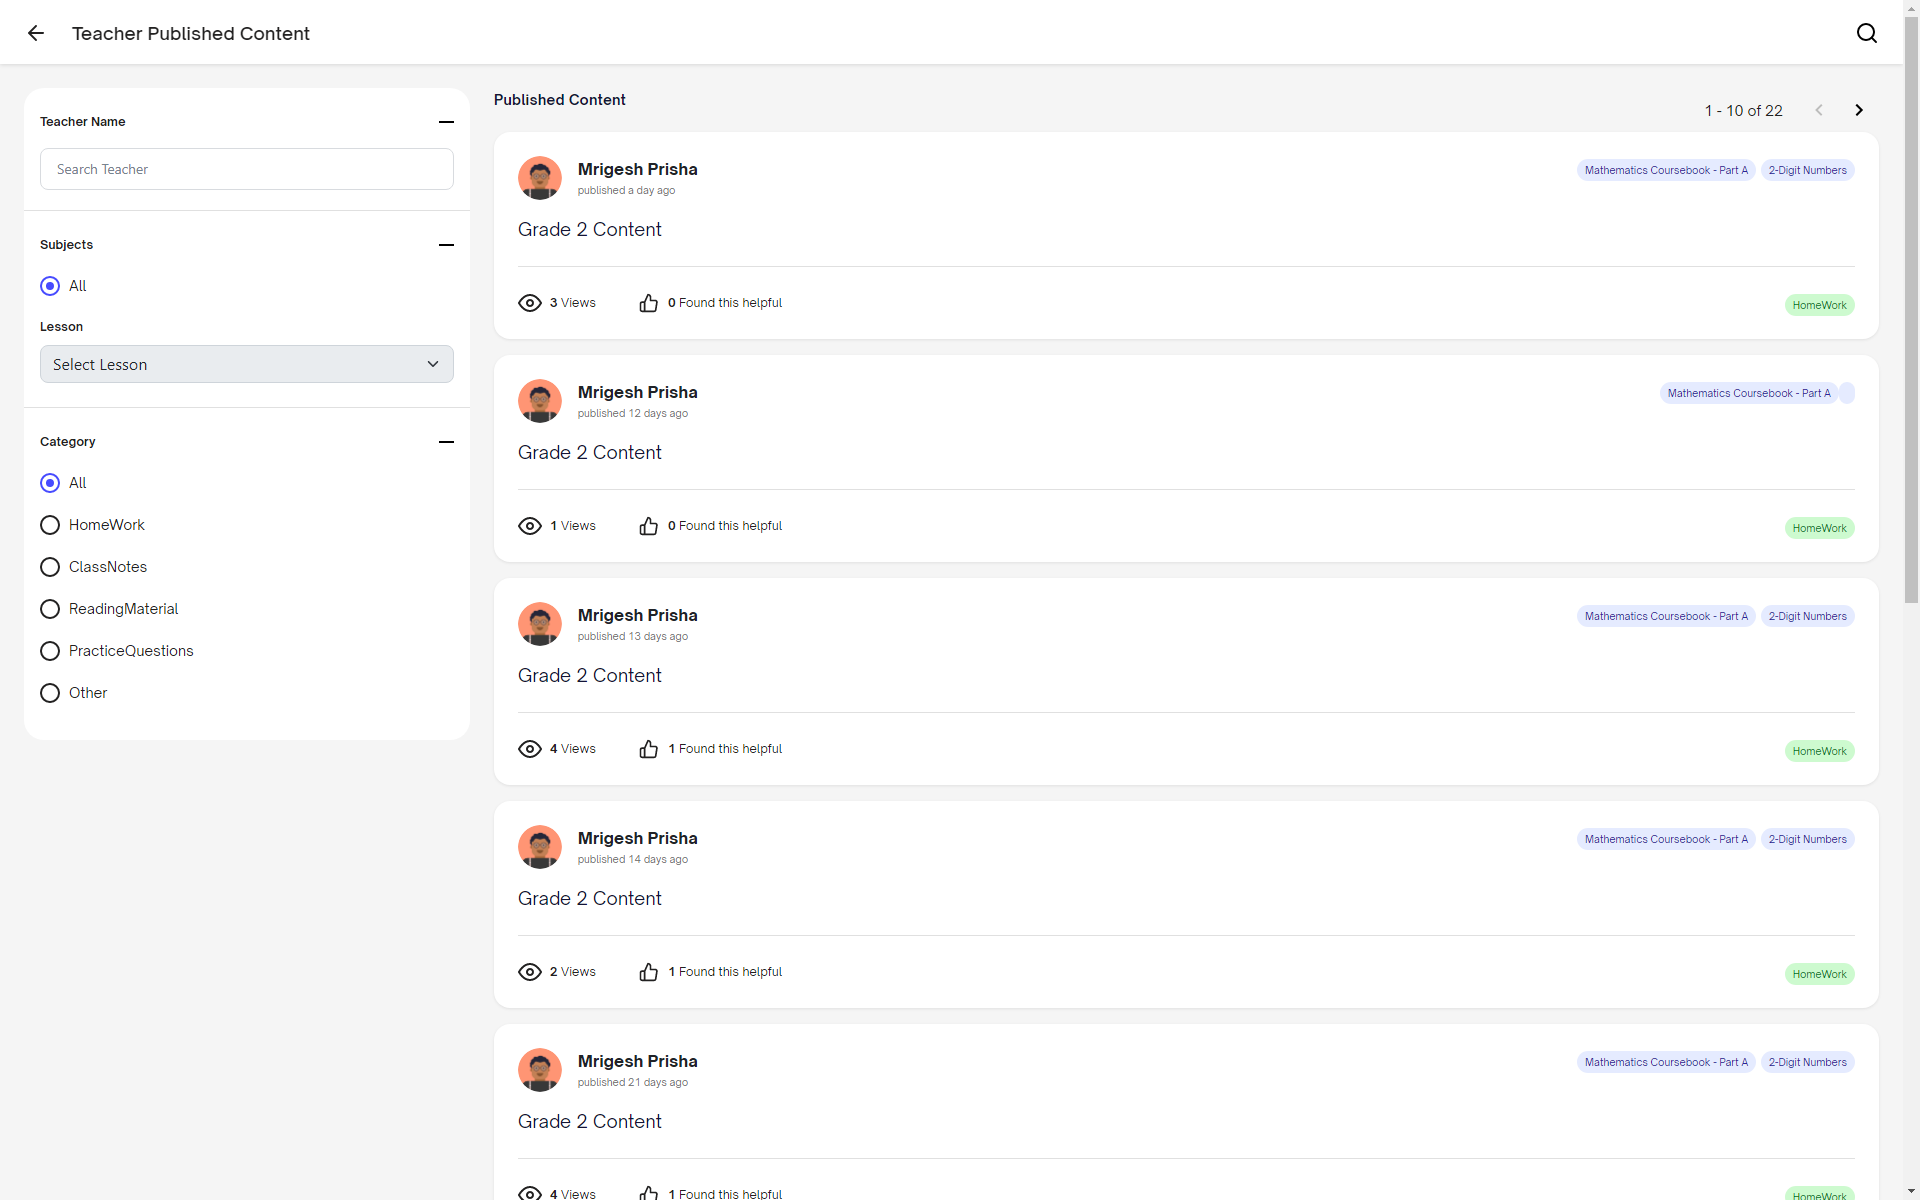 Teacher Published Content
Teacher Name
Search Teacher
Subjects
All
Lesson
Select Lesson
Category
All
HomeWork
ClassNotes
ReadingMaterial
PracticeQuestions
Other
Published Content
1 - 10 of 22
Mrigesh Prisha
published a day ago
Mathematics Coursebook - Part A
2-Digit Numbers
Grade 2 Content
3 Views
0 Found this helpful
HomeWork
Mrigesh Prisha
published 12 days ago
Mathematics Coursebook - Part A
Grade 2 Content
1 Views
0 Found this helpful
HomeWork
Mrigesh Prisha
published 13 days ago
Mathematics Coursebook - Part A
2-Digit Numbers
Grade 2 Content
4 Views
1 Found this helpful
HomeWork
Mrigesh Prisha
published 14 days ago
Mathematics Coursebook - Part A
2-Digit Numbers
Grade 2 Content
2 Views
1 Found this helpful
HomeWork
Mrigesh Prisha
published 21 days ago
Mathematics Coursebook - Part A
2-Digit Numbers
Grade 2 Content
4 Views
1 Found this helpful
HomeWork